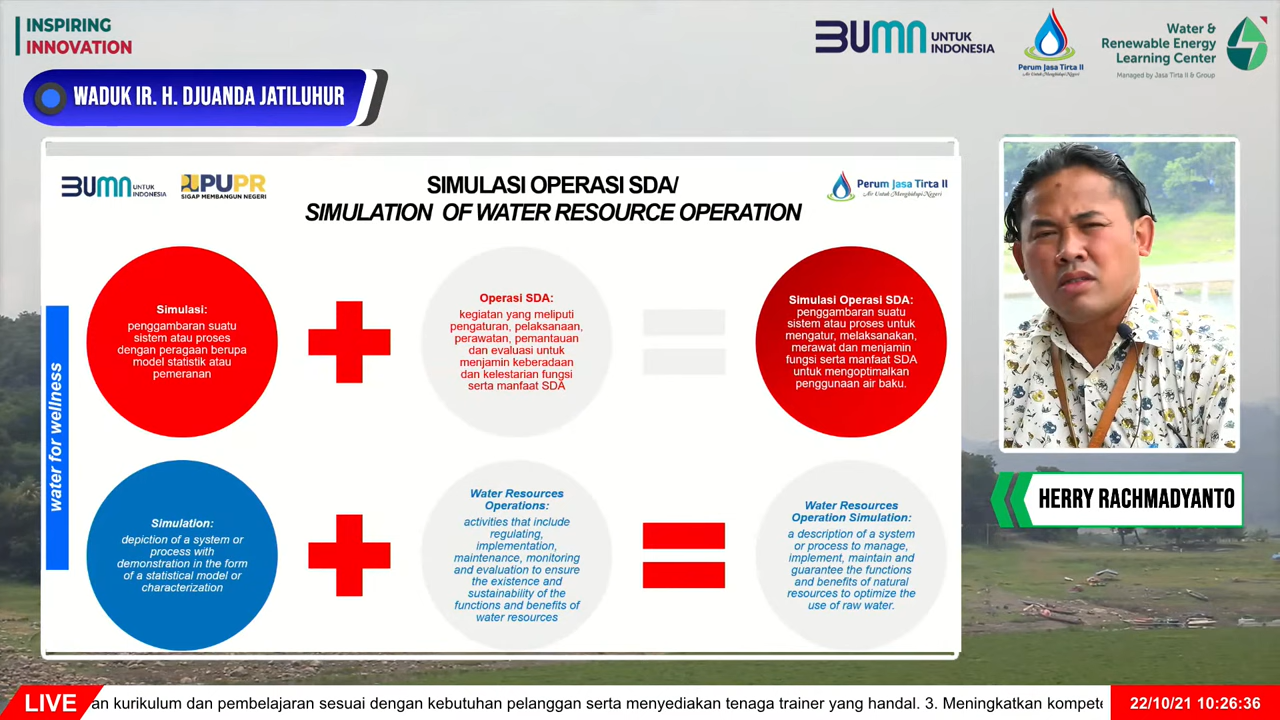 INSPIRING
INNOVATION
BUMN UNTUK
INDONESIA
Perum Jasa Tirta II
Air Untuk Menghidupi Negeri
Water &
Renewable Energy
Learning Center
Managed by Jasa Tirta II & Group
WADUK IR. H. DJUANDA JATILUHUR
BUMN UNTUK
INDONESIA
PUPR
SIGAP MEMBANGUN NEGERI
SIMULASI OPERASI SDA/
SIMULATION OF WATER RESOURCE OPERATION
Perum Jasa Tirta II
Air Untuk Menghidupi Negeri
water for wellness
Simulasi:
penggambaran suatu
sistem atau proses
dengan peragaan berupa
model statistik atau
pemeranan
Operasi SDA:
kegiatan yang meliputi
pengaturan, pelaksanaan,
perawatan, pemantauan
dan evaluasi untuk
menjamin keberadaan
dan kelestarian fungsi
serta manfaat SDA
Simulasi Operasi SDA:
penggambaran suatu
sistem atau proses untuk
mengatur, melaksanakan,
merawat dan menjamin
fungsi serta manfaat SDA
untuk mengoptimalkan
penggunaan air baku.
Simulation:
depiction of a system or
process with
demonstration in the form
of a statistical model or
characterization
Water Resources
Operations:
activities that include
regulating,
implementation,
maintenance, monitoring
and evaluation to ensure
the existence and
sustainability of the
functions and benefits of
water resources
Water Resources
Operation Simulation:
a description of a system
or process to manage,
implement, maintain and
guarantee the functions
and benefits of natural
resources to optimize the
use of raw water.
HERRY RACHMADYANTO
LIVE an kurikulum dan pembelajaran sesuai dengan kebutuhan pelanggan serta menyediakan tenaga trainer yang handal. 3. Meningkatkan kompete 22/10/21 10:26:36